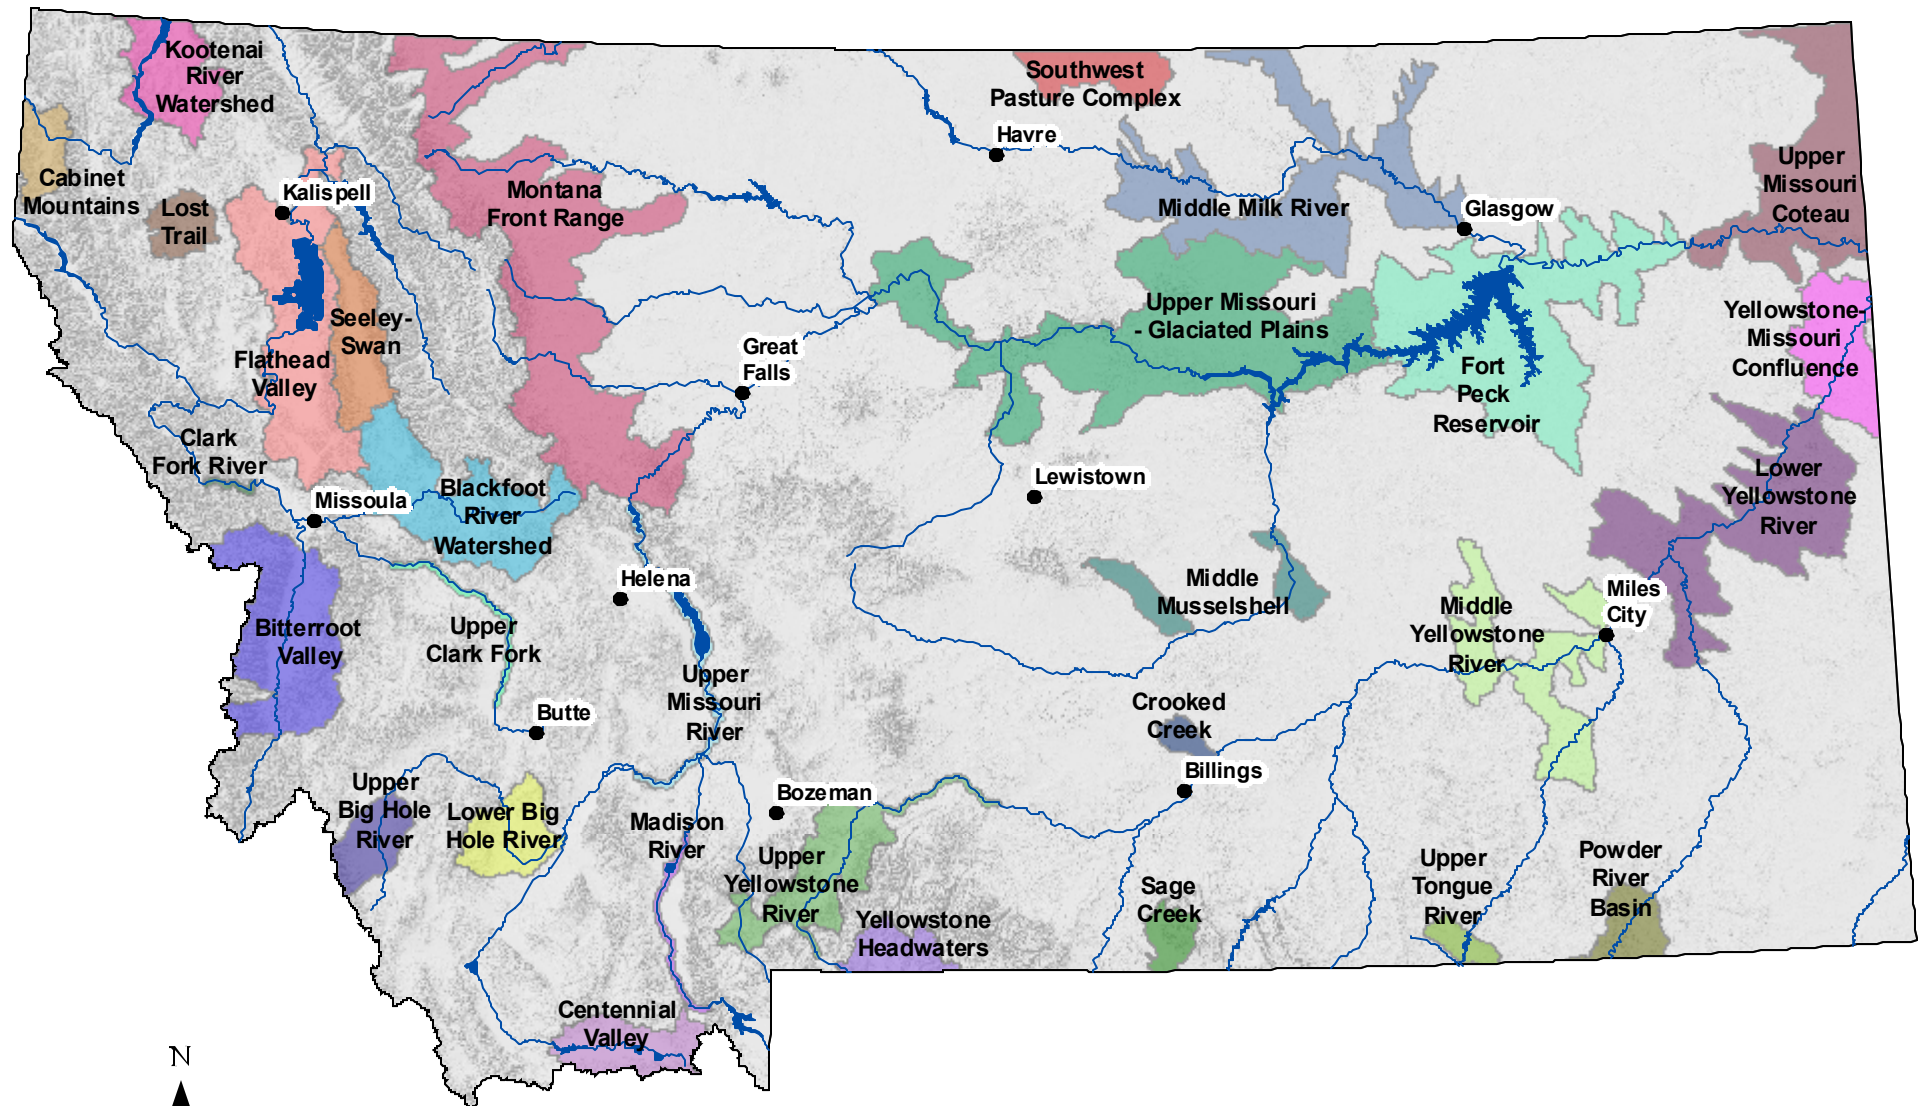 Kootenai
River
Watershed
Southwest
Pasture Complex
Havre
Cabinet
Mountains
Lost
Trail
Kalispell
Montana
Front Range
Middle Milk River
Glasgow
Upper
Missouri
Coteau
Seeley-
Swan
Flathead
Valley
Great
Falls
Upper Missouri
- Glaciated Plains
Fort
Peck
Reservoir
Yellowstone-
Missouri
Confluence
Clark
Fork River
Missoula
Blackfoot
River
Watershed
Lewistown
Lower
Yellowstone
River
Helena
Middle
Musselshell
Middle
Yellowstone
River
Miles
City
Bitterroot
Valley
Upper
Clark Fork
Butte
Upper
Missouri
River
Crooked
Creek
Billings
Upper
Big Hole
River
Lower Big
Hole River
Madison
River
Bozeman
Upper
Yellowstone
River
Yellowstone
Headwaters
Sage
Creek
Upper
Tongue
River
Powder
River
Basin
Centennial
Valley
N